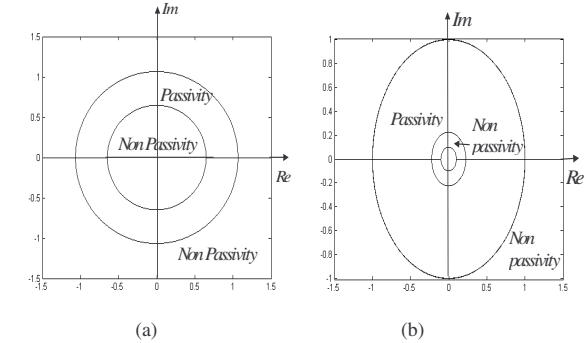 Im
1.5
1
0.5
0
-0.5
-1
-1.5
-1.5 -1 -0.5 0 0.5 1 1.5
Passivity
Non Passivity
Re
Non Passivity
(a)
Im
1
0.8
0.6
0.4
0.2
0
-0.2
-0.4
-0.6
-0.8
-1
-1.5 -1 -0.5 0 0.5 1 1.5
Passivity
Non
passivity
Re
Non
passivity
(b)